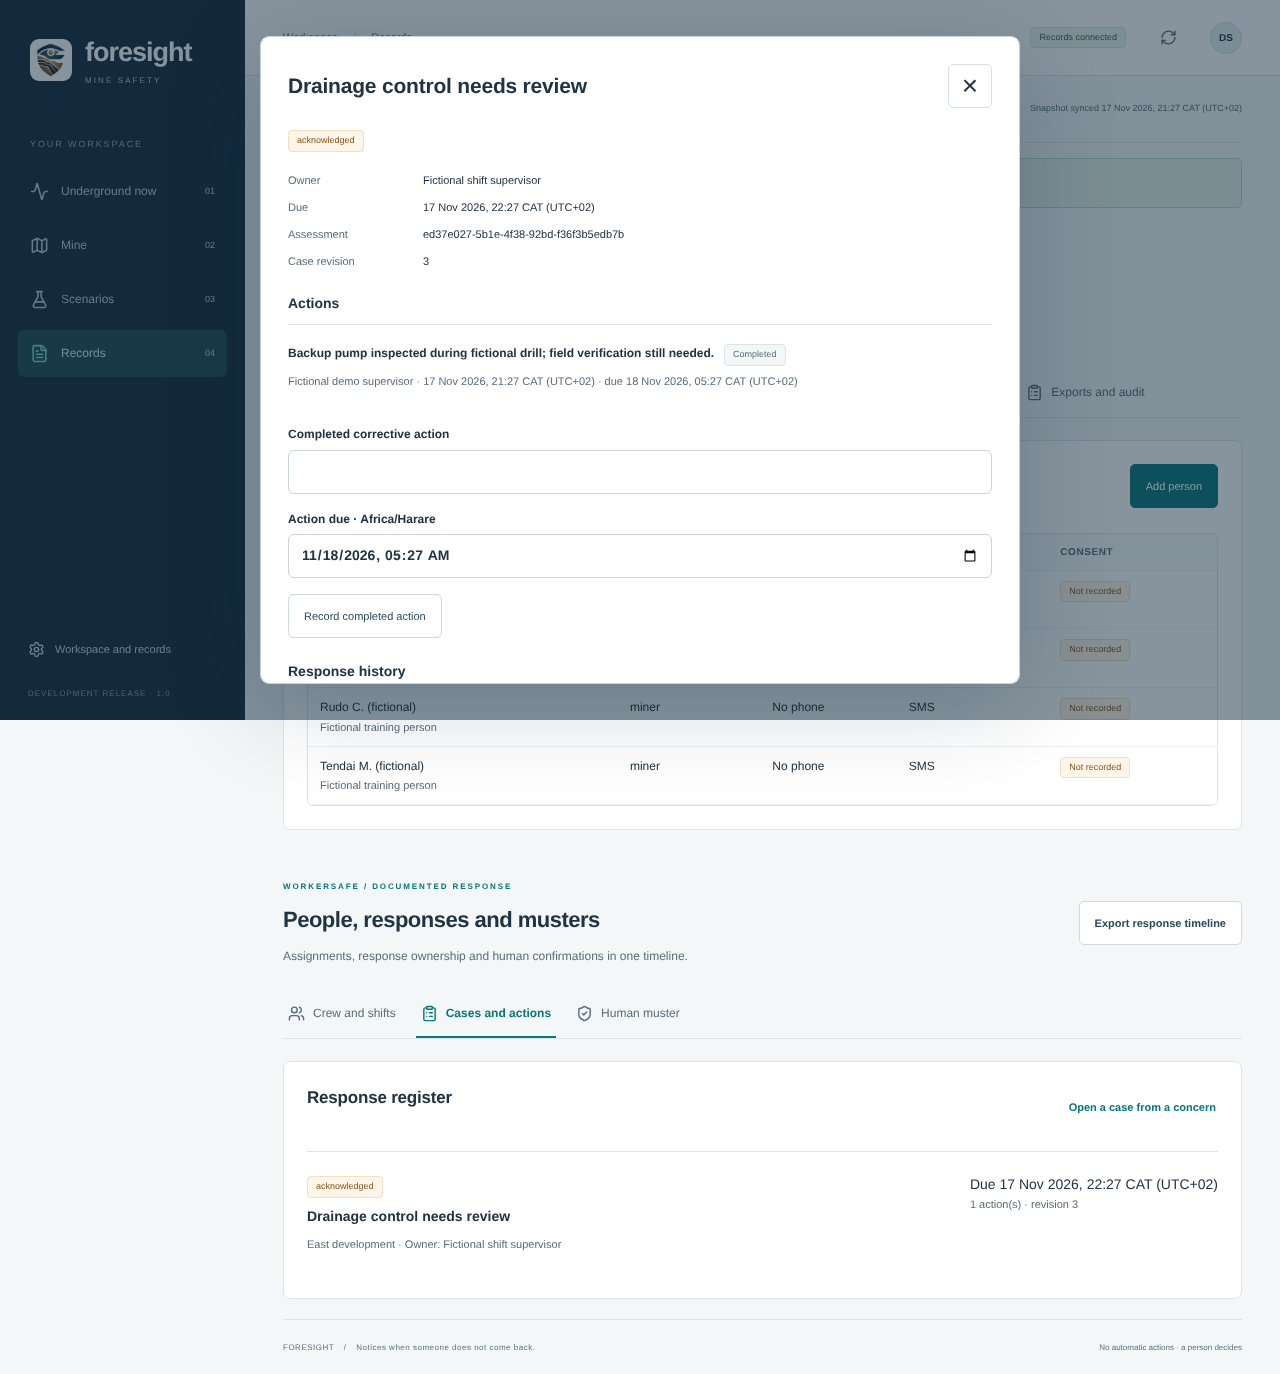 foresight
MINE SAFETY
YOUR WORKSPACE
Underground now 01
Mine 02
Scenarios 03
Records 04
Workspace and records
DEVELOPMENT RELEASE · 1.0
Records connected
DS
Snapshot synced 17 Nov 2026, 21:27 CAT (UTC+02)
Drainage control needs review
acknowledged
Owner Fictional shift supervisor
Due 17 Nov 2026, 22:27 CAT (UTC+02)
Assessment ed37e027-5b1e-4f38-92bd-f36f3b5edb7b
Case revision 3
Actions
Backup pump inspected during fictional drill; field verification still needed. Completed
Fictional demo supervisor · 17 Nov 2026, 21:27 CAT (UTC+02) · due 18 Nov 2026, 05:27 CAT (UTC+02)
Completed corrective action
Action due · Africa/Harare
11/18/2026, 05:27 AM
Record completed action
Response history
Exports and audit
Add person
CONSENT
Not recorded
Not recorded
Rudo C. (fictional) miner No phone SMS Not recorded
Fictional training person
Tendai M. (fictional) miner No phone SMS Not recorded
Fictional training person
WORKERSAFE / DOCUMENTED RESPONSE
People, responses and musters
Export response timeline
Assignments, response ownership and human confirmations in one timeline.
Crew and shifts Cases and actions Human muster
Response register
Open a case from a concern
acknowledged
Due 17 Nov 2026, 22:27 CAT (UTC+02)
1 action(s) · revision 3
Drainage control needs review
East development · Owner: Fictional shift supervisor
FORESIGHT / Notices when someone does not come back.
No automatic actions · a person decides